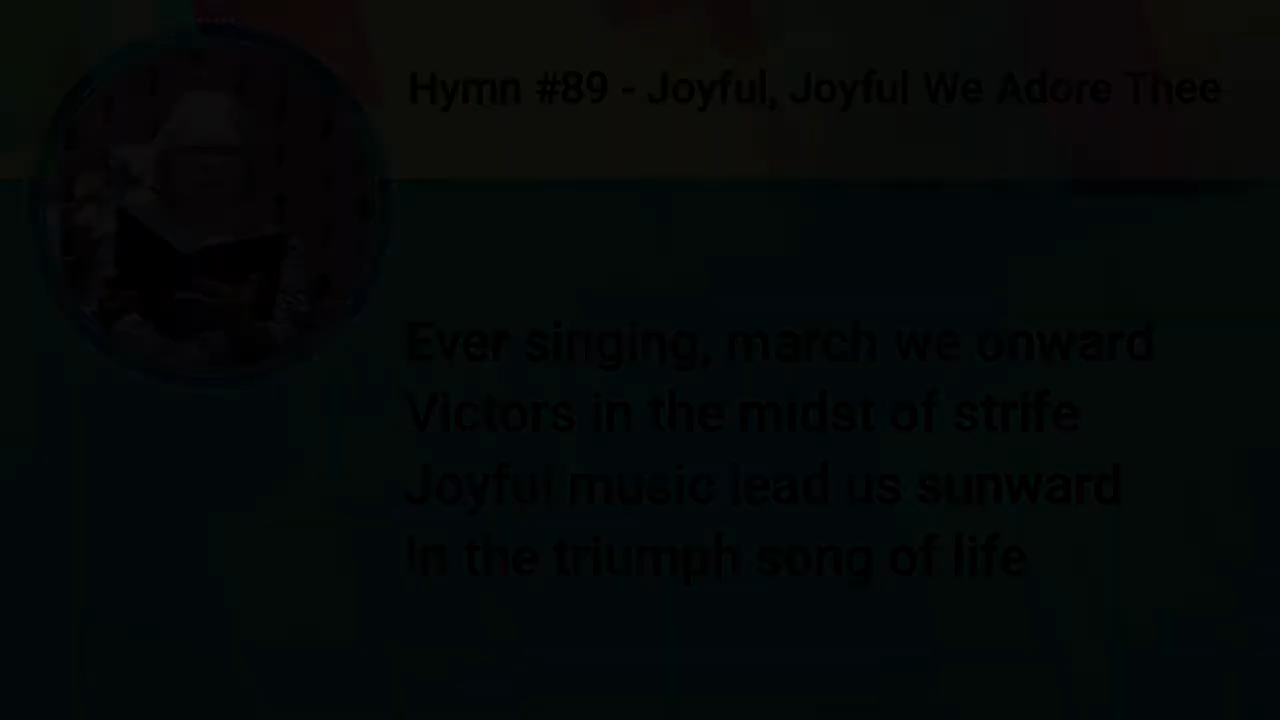 Hymn #89 - Joyful, Joyful We Adore Thee
Ever singing, march we onward
Victors in the midst of strife
Joyful music lead us sunward
In the triumph song of life